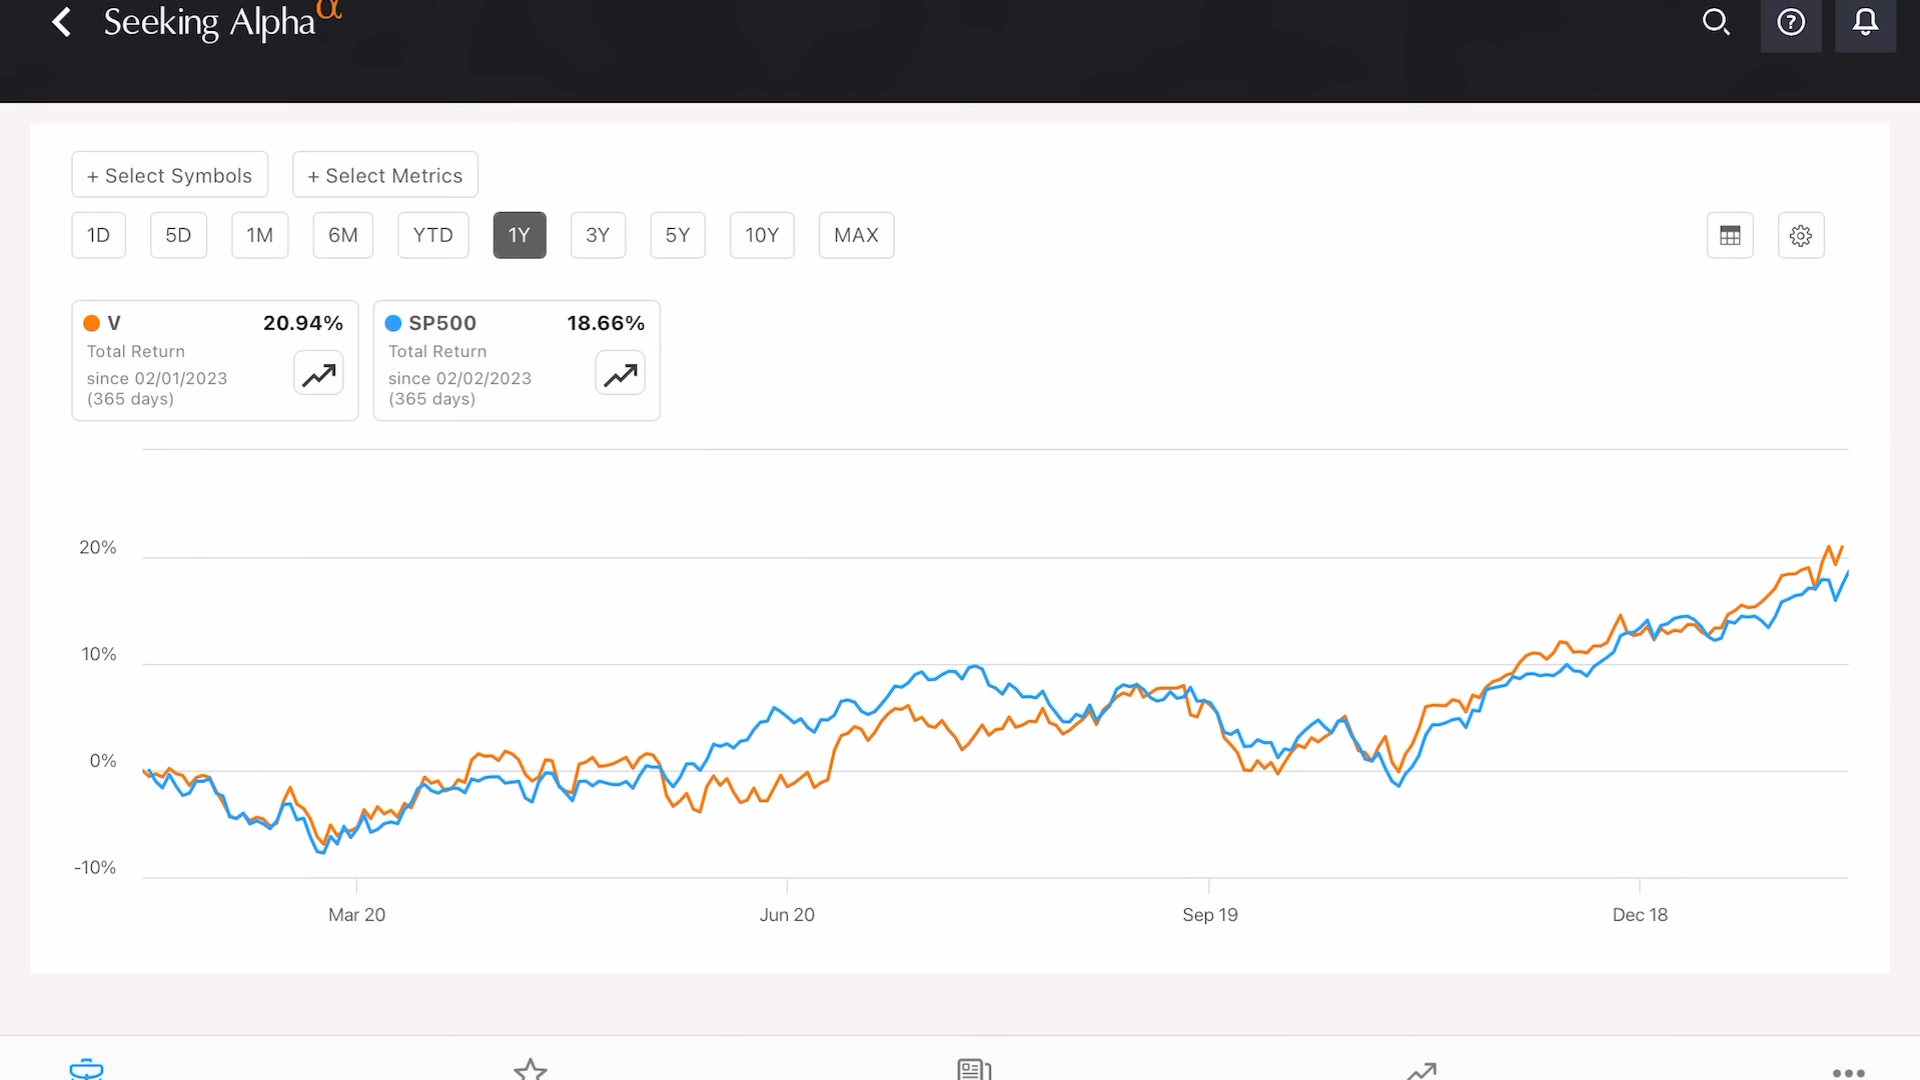 Seeking Alpha α
+ Select Symbols
+ Select Metrics
1D 5D 1M 6M YTD 1Y 3Y 5Y 10Y MAX
V 20.94%
Total Return
since 02/01/2023
(365 days)
SP500 18.66%
Total Return
since 02/02/2023
(365 days)
20%
10%
0%
-10%
Mar 20 Jun 20 Sep 19 Dec 18